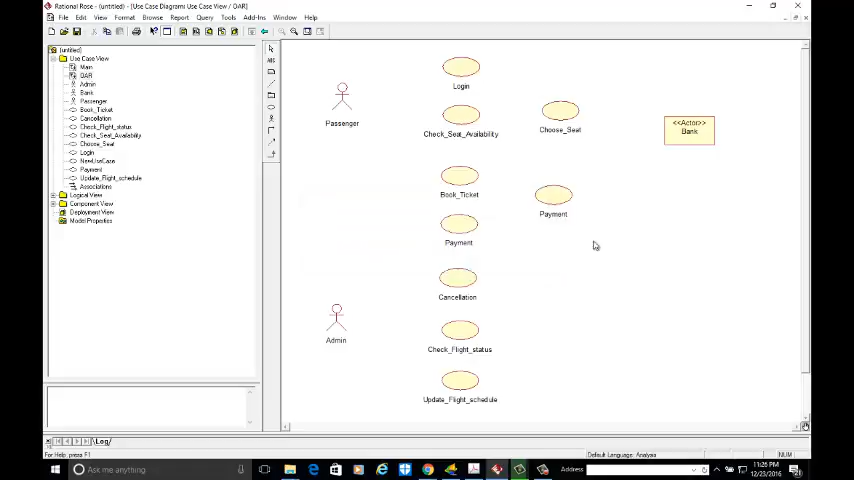 Rational Rose - (untitled) - [Use Case Diagram: Use Case View / OAR]
File Edit View Format Browse Report Query Tools Add-Ins Window Help
(untitled)
Use Case View
Main
OAR
Admin
Bank
Passenger
Book_Ticket
Cancellation
Check_Flight_status
Check_Seat_Availability
Choose_Seat
Login
NewUseCase
Payment
Update_Flight_schedule
Associations
Logical View
Component View
Deployment View
Model Properties
ABC
Passenger
Login
Check_Seat_Availability
Choose_Seat
<<Actor>>
Bank
Book_Ticket
Payment
Payment
Cancellation
Admin
Check_Flight_status
Update_Flight_schedule
Log
For Help, press F1
Default Language: Analysis
NUM
Ask me anything
Address
11:26 PM
12/23/2016